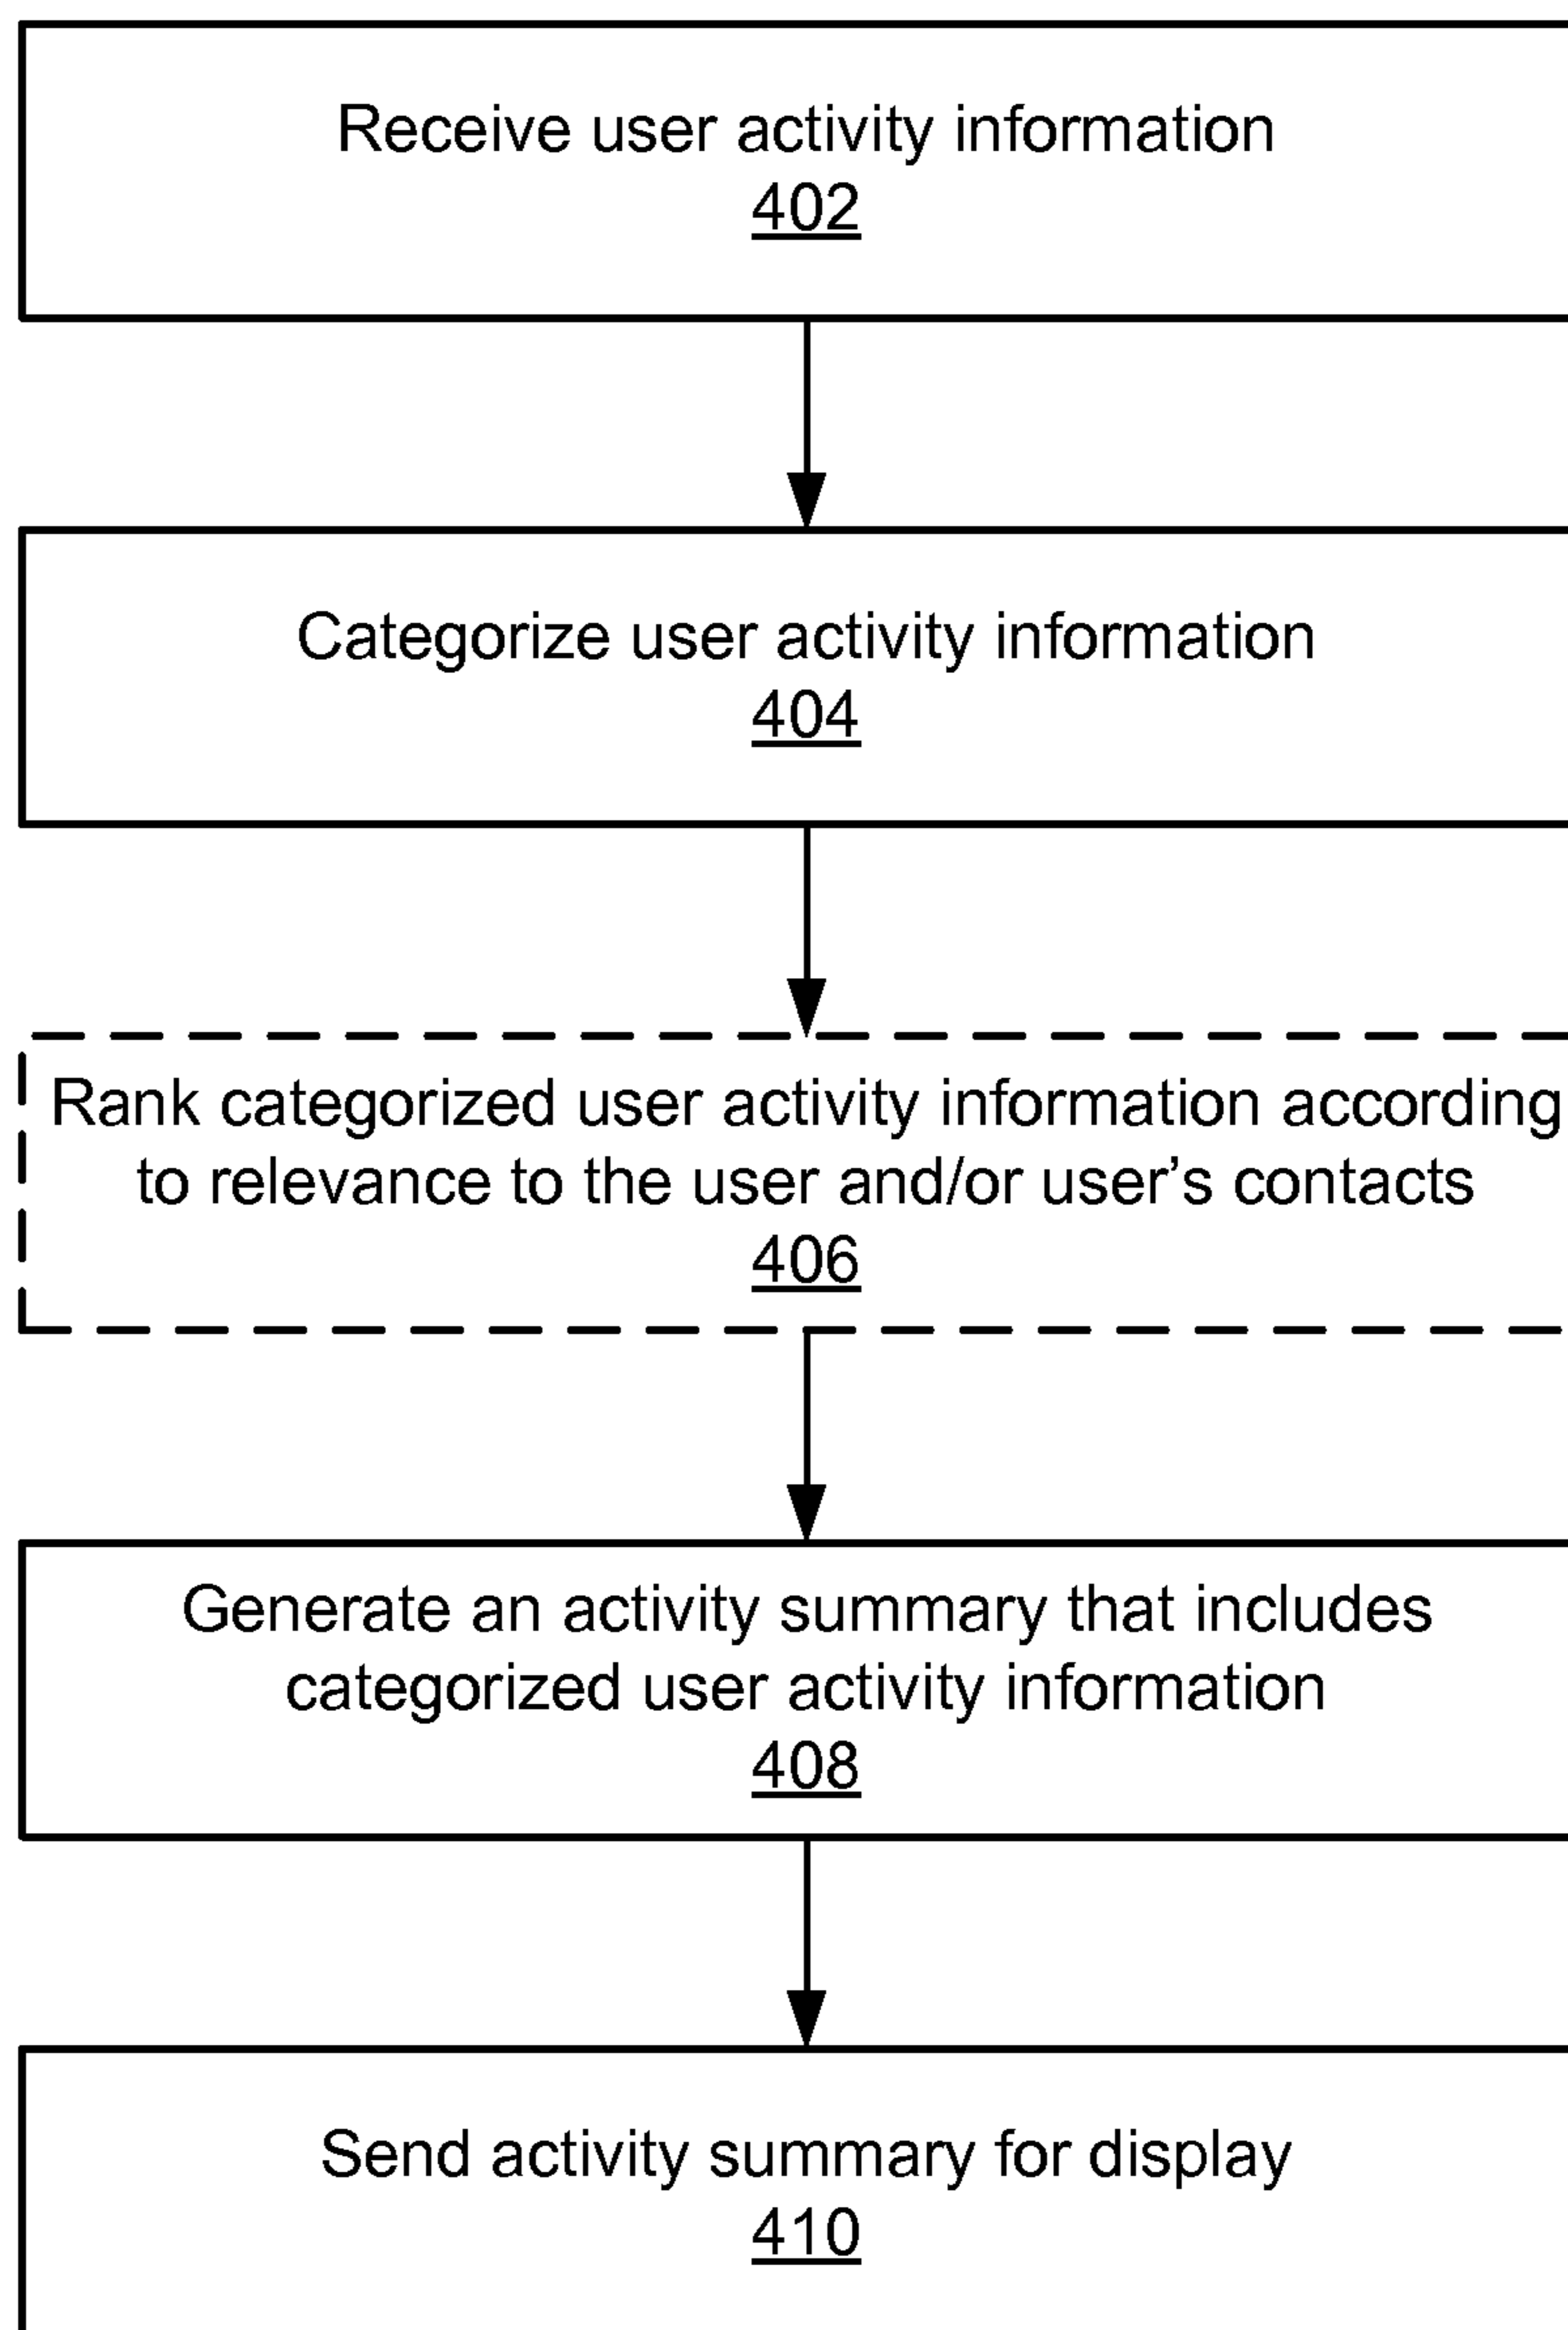 Receive user activity information
402
Categorize user activity information
404
Rank categorized user activity information according
to relevance to the user and/or user’s contacts
406
Generate an activity summary that includes
categorized user activity information
408
Send activity summary for display
410